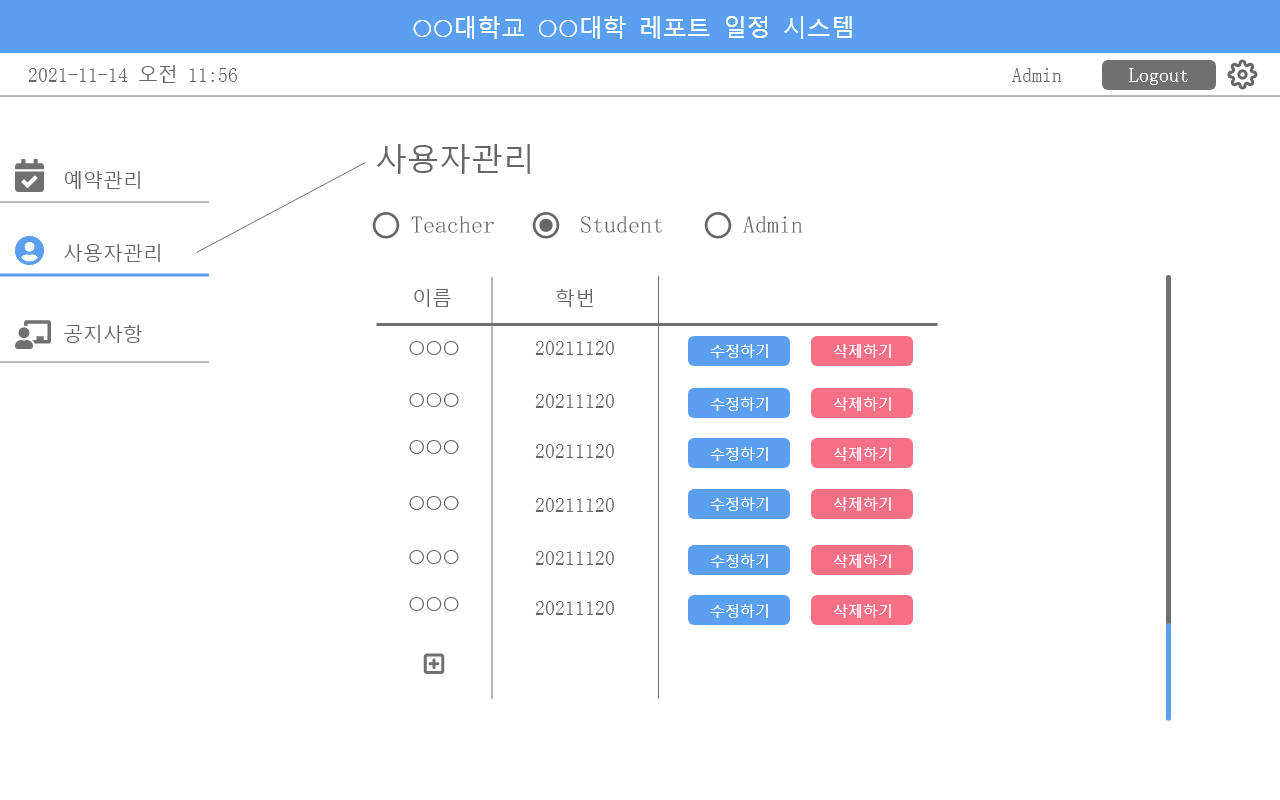 ○○대학교 ○○대학 레포트 일정 시스템
2021-11-14 오전 11:56
Admin
Logout
예약관리
사용자관리
공지사항
사용자관리
Teacher Student Admin
이름 학번
○○○ 20211120 수정하기 삭제하기
○○○ 20211120 수정하기 삭제하기
○○○ 20211120 수정하기 삭제하기
○○○ 20211120 수정하기 삭제하기
○○○ 20211120 수정하기 삭제하기
○○○ 20211120 수정하기 삭제하기